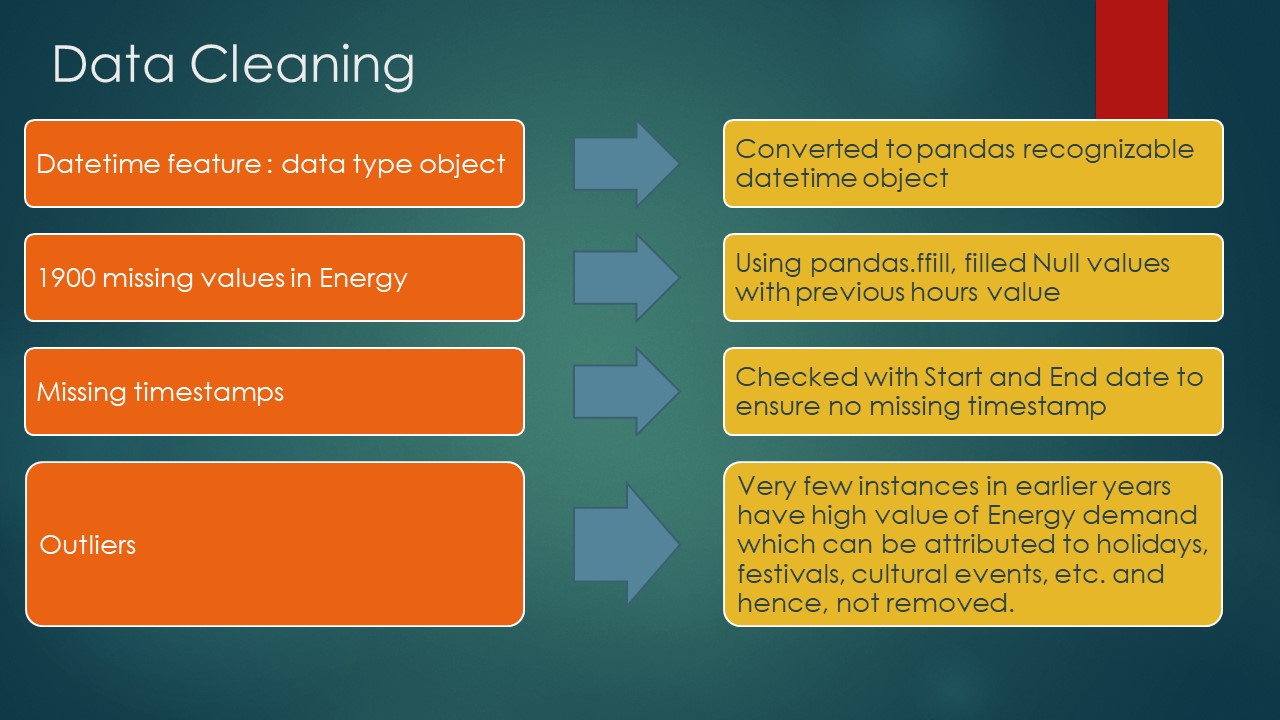 Data Cleaning
Datetime feature : data type object
Converted to pandas recognizable
datetime object
1900 missing values in Energy
Using pandas.ffill, filled Null values
with previous hours value
Missing timestamps
Checked with Start and End date to
ensure no missing timestamp
Outliers
Very few instances in earlier years
have high value of Energy demand
which can be attributed to holidays,
festivals, cultural events, etc. and
hence, not removed.